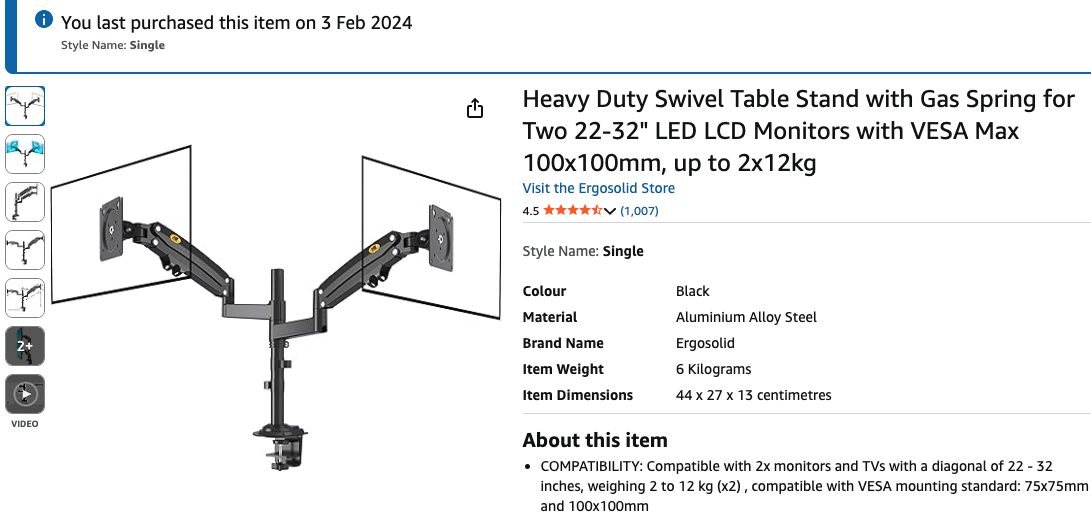 You last purchased this item on 3 Feb 2024
Style Name: Single
Heavy Duty Swivel Table Stand with Gas Spring for
Two 22-32" LED LCD Monitors with VESA Max
100x100mm, up to 2x12kg
Visit the Ergosolid Store
4.5 (1,007)
Style Name: Single
Colour Black
Material Aluminium Alloy Steel
Brand Name Ergosolid
Item Weight 6 Kilograms
Item Dimensions 44 x 27 x 13 centimetres
2+
VIDEO
About this item
• COMPATIBILITY: Compatible with 2x monitors and TVs with a diagonal of 22 - 32
inches, weighing 2 to 12 kg (x2) , compatible with VESA mounting standard: 75x75mm
and 100x100mm